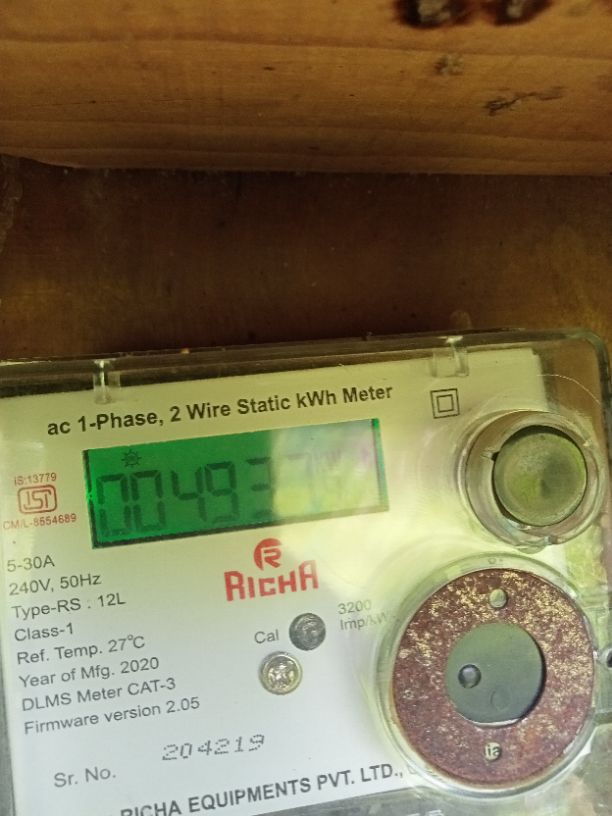 ac 1-Phase, 2 Wire Static kWh Meter
IS:13779
ISI
CM/L-8554689
004937
RICHA
5-30A
240V, 50Hz
Type-RS : 12L
Class-1
Ref. Temp. 27°C
Year of Mfg. 2020
DLMS Meter CAT-3
Firmware version 2.05
Cal
3200
Sr. No. 204219
RICHA EQUIPMENTS PVT. LTD.,